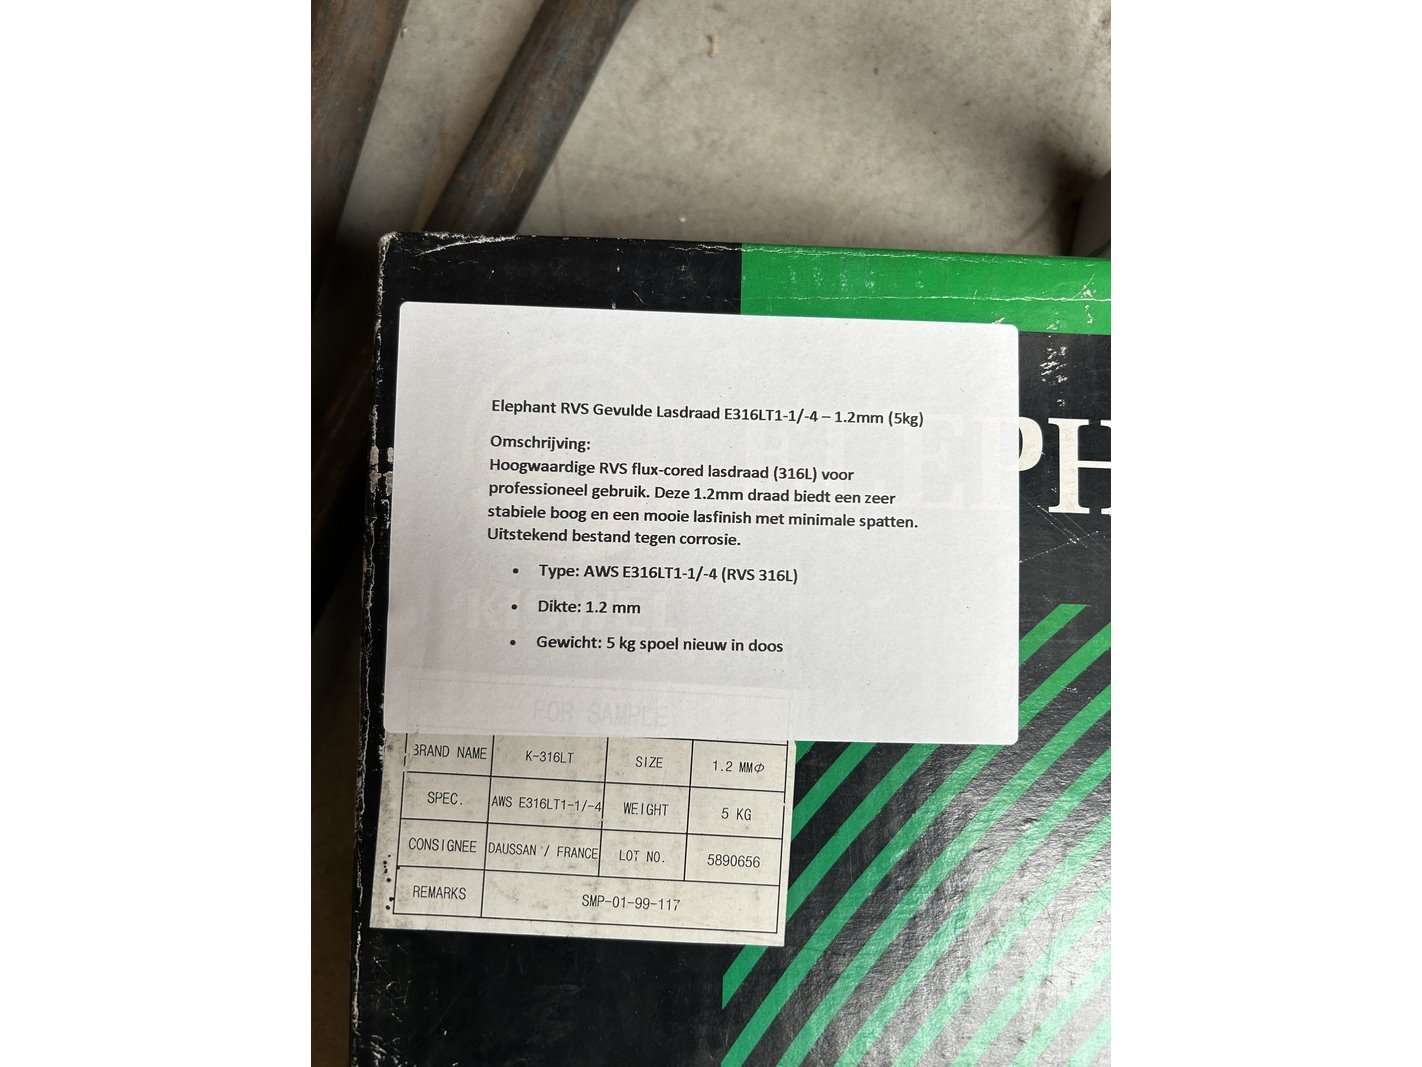 Elephant RVS Gevulde Lasdraad E316LT1-1/-4 – 1.2mm (5kg)
Omschrijving:
Hoogwaardige RVS flux-cored lasdraad (316L) voor
professioneel gebruik. Deze 1.2mm draad biedt een zeer
stabiele boog en een mooie lasfinish met minimale spatten.
Uitstekend bestand tegen corrosie.
• Type: AWS E316LT1-1/-4 (RVS 316L)
• Dikte: 1.2 mm
• Gewicht: 5 kg spoel nieuw in doos
PH
FOR SAMPLE
BRAND NAME K-316LT SIZE 1.2 MMΦ
SPEC. AWS E316LT1-1/-4 WEIGHT 5 KG
CONSIGNEE DAUSSAN / FRANCE LOT NO. 5890656
REMARKS SMP-01-99-117